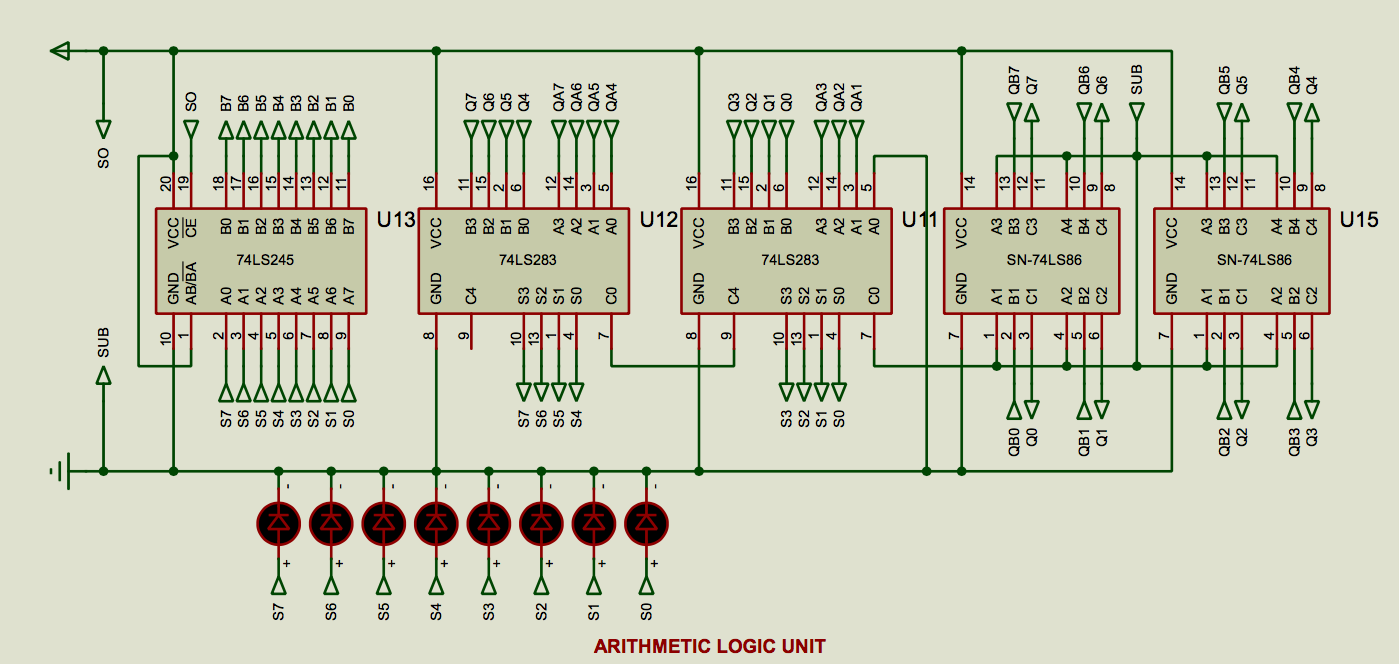 QB7 Q7 QB6 Q6 SUB QB5 Q5 QB4 Q4
SO B7 B6 B5 B4 B3 B2 B1 B0 Q7 Q6 Q5 Q4 QA7 QA6 QA5 QA4 Q3 Q2 Q1 Q0 QA3 QA2 QA1
SO
20 19 18 17 16 15 14 13 12 11 16 11 15 2 6 12 14 3 5 16 11 15 2 6 12 14 3 5 14 13 12 11 10 9 8 14 13 12 11 10 9 8
U13 U12 U11 U15
VCC CE B0 B1 B2 B3 B4 B5 B6 B7 VCC B3 B2 B1 B0 A3 A2 A1 A0 VCC B3 B2 B1 B0 A3 A2 A1 A0 VCC A3 B3 C3 A4 B4 C4 VCC A3 B3 C3 A4 B4 C4
74LS245 74LS283 74LS283 SN-74LS86 SN-74LS86
GND AB/BA A0 A1 A2 A3 A4 A5 A6 A7 GND C4 S3 S2 S1 S0 C0 GND C4 S3 S2 S1 S0 C0 GND A1 B1 C1 A2 B2 C2 GND A1 B1 C1 A2 B2 C2
10 1 2 3 4 5 6 7 8 9 8 9 10 13 1 4 7 8 9 10 13 1 4 7 7 1 2 3 4 5 6 7 1 2 3 4 5 6
SUB
S7 S6 S5 S4 S3 S2 S1 S0 S7 S6 S5 S4 S3 S2 S1 S0 QB0 Q0 QB1 Q1 QB2 Q2 QB3 Q3
- - - - - - - -
+ + + + + + + +
S7 S6 S5 S4 S3 S2 S1 S0
ARITHMETIC LOGIC UNIT